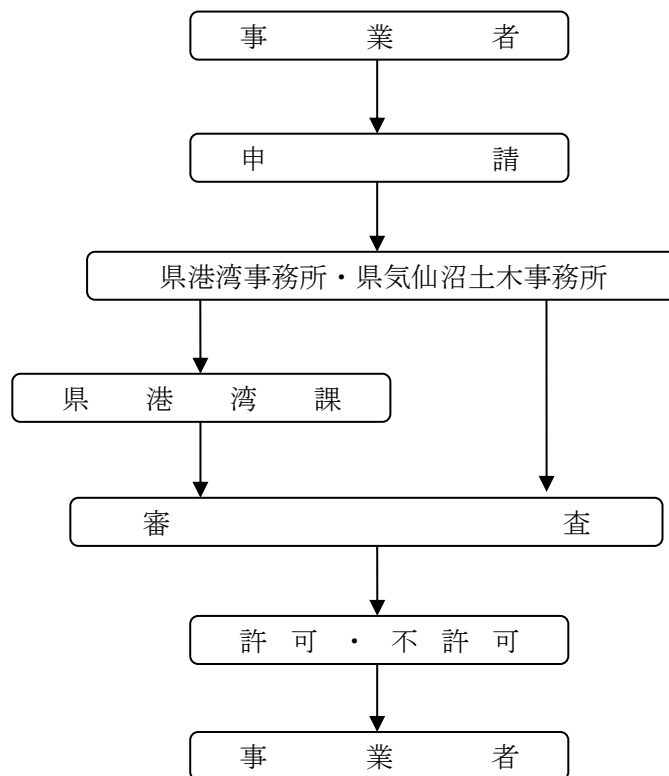 事業者
申請
県港湾事務所・県気仙沼土木事務所
県港湾課
審査
許可・不許可
事業者